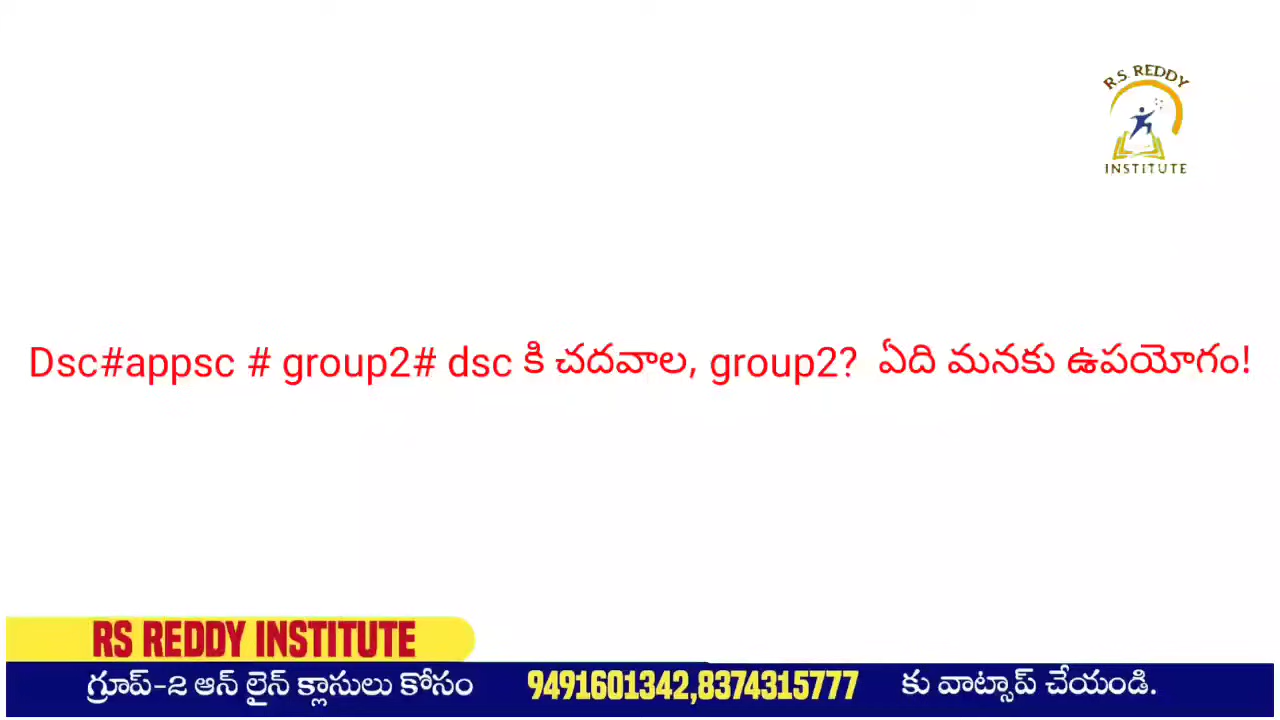 R.S. REDDY
INSTITUTE
Dsc#appsc # group2# dsc కి చదవాల, group2? ఏది మనకు ఉపయోగం!
RS REDDY INSTITUTE
గ్రూప్-2 ఆన్ లైన్ క్లాసులు కోసం 9491601342,8374315777 కు వాట్సాప్ చేయండి.